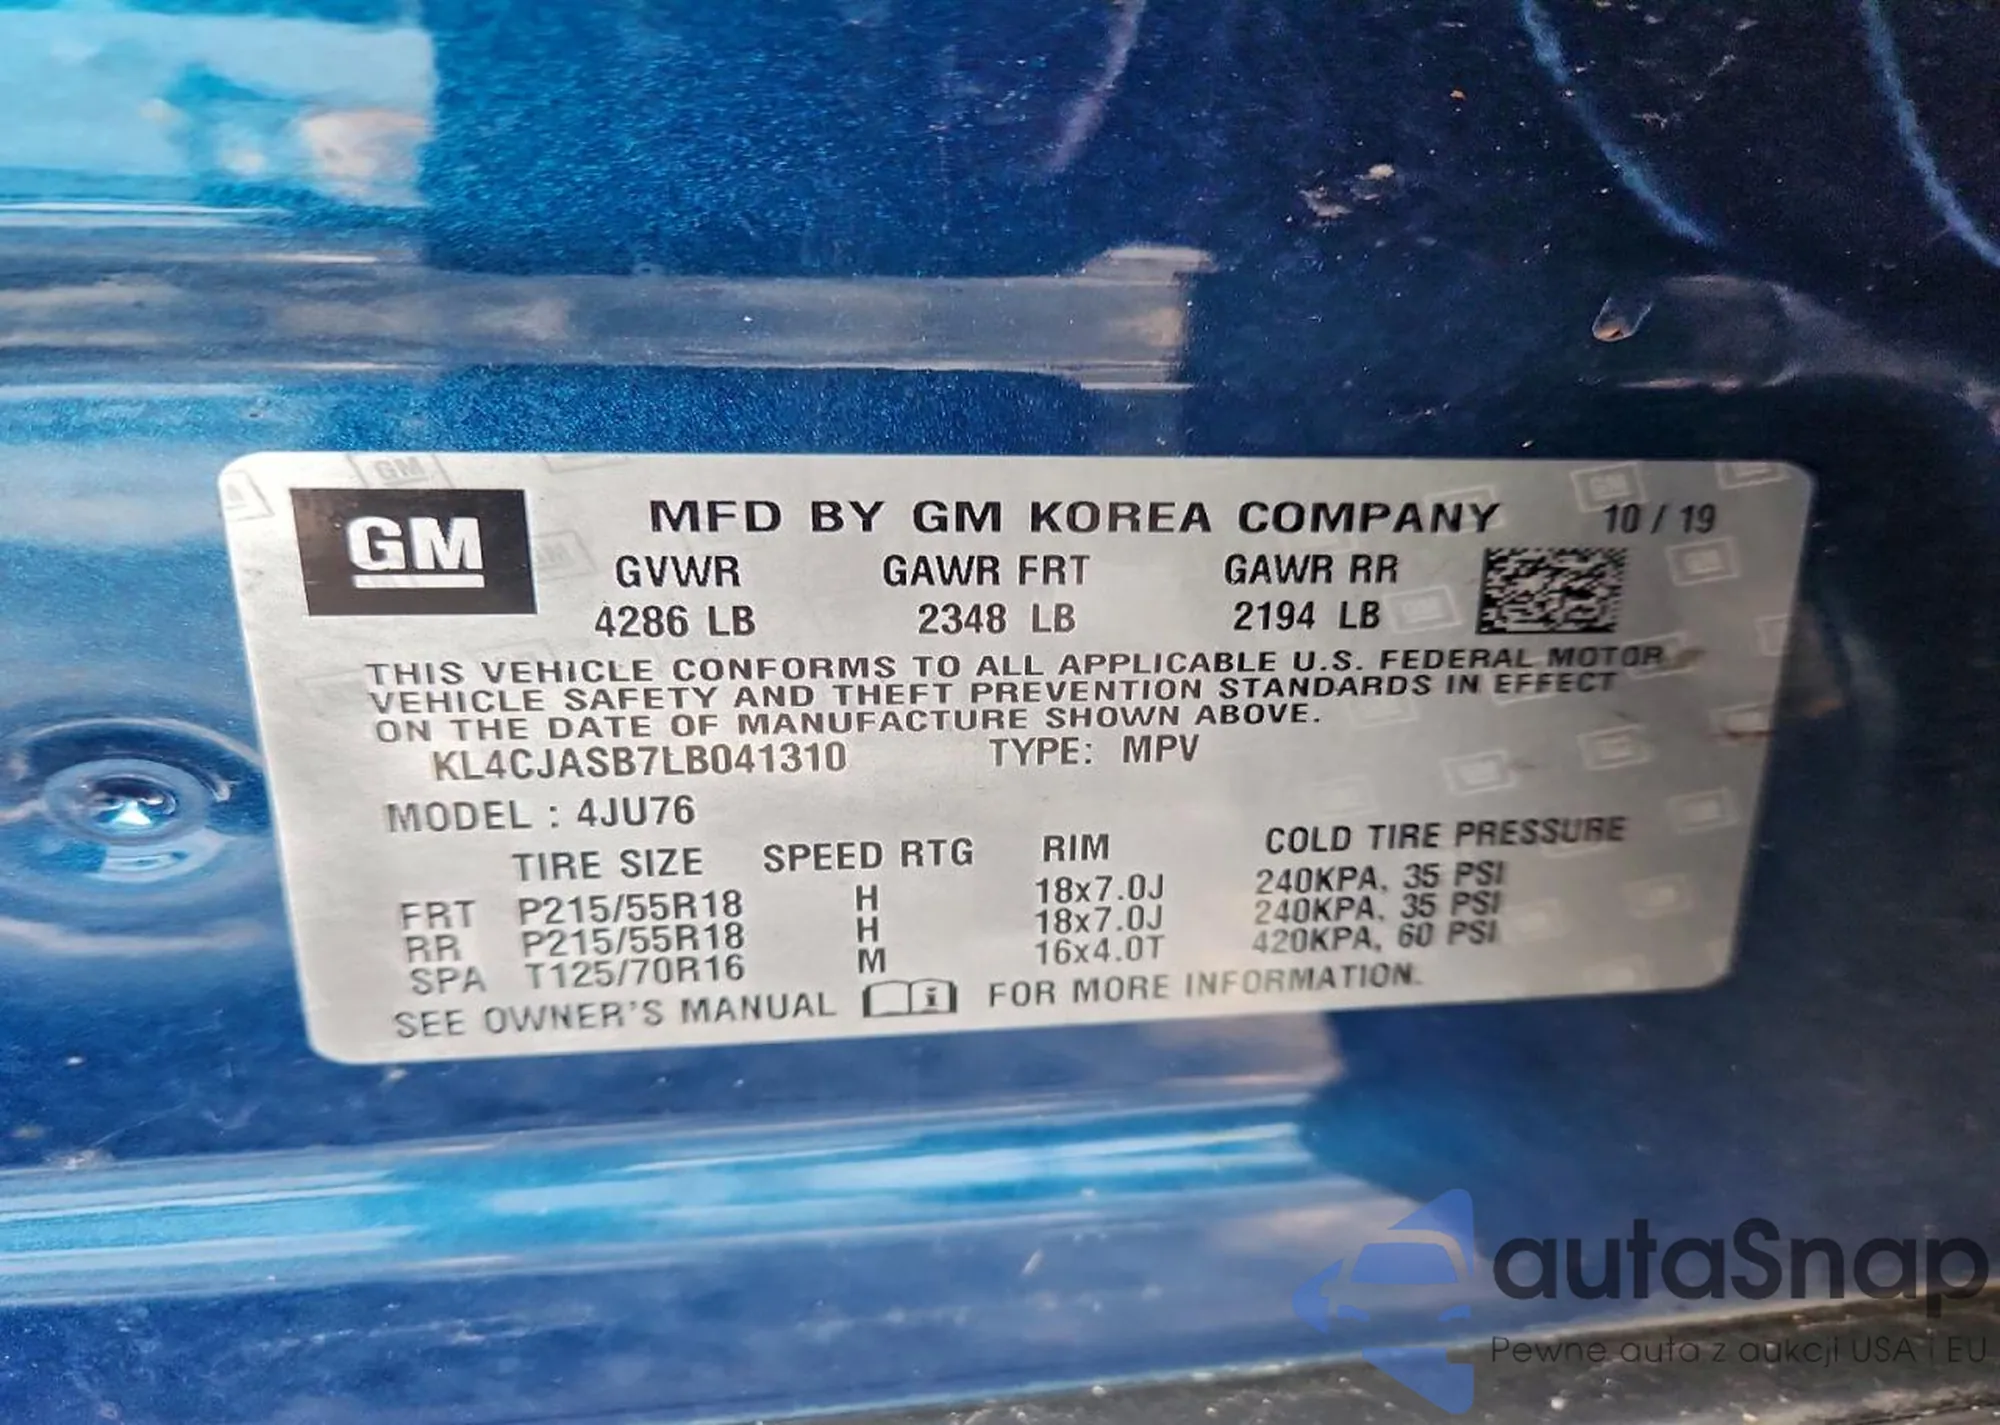 GM
MFD BY GM KOREA COMPANY 10 / 19
GVWR GAWR FRT GAWR RR
4286 LB 2348 LB 2194 LB
THIS VEHICLE CONFORMS TO ALL APPLICABLE U.S. FEDERAL MOTOR
VEHICLE SAFETY AND THEFT PREVENTION STANDARDS IN EFFECT
ON THE DATE OF MANUFACTURE SHOWN ABOVE.
KL4CJASB7LB041310 TYPE: MPV
MODEL : 4JU76
TIRE SIZE SPEED RTG RIM COLD TIRE PRESSURE
FRT P215/55R18 H 18x7.0J 240KPA, 35 PSI
RR P215/55R18 H 18x7.0J 240KPA, 35 PSI
SPA T125/70R16 M 16x4.0T 420KPA, 60 PSI
SEE OWNER'S MANUAL i FOR MORE INFORMATION.
autaSnap
Pewne auta z aukcji USA i EU